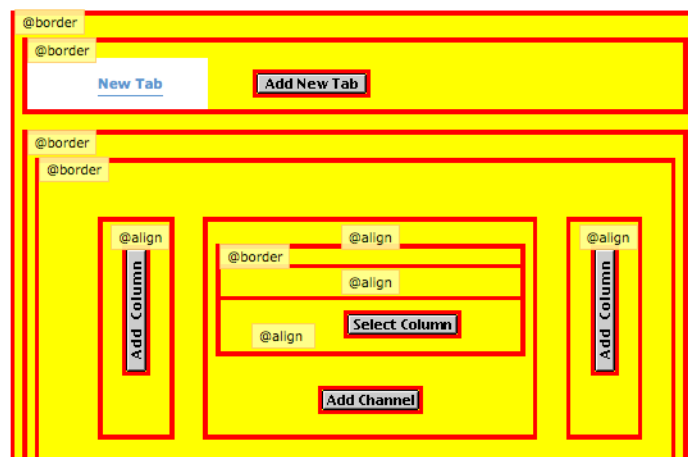 @border
@border
New Tab
Add New Tab
@border
@border
@align
@align
@align
@border
@align
Add Column
Select Column
Add Column
@align
Add Channel